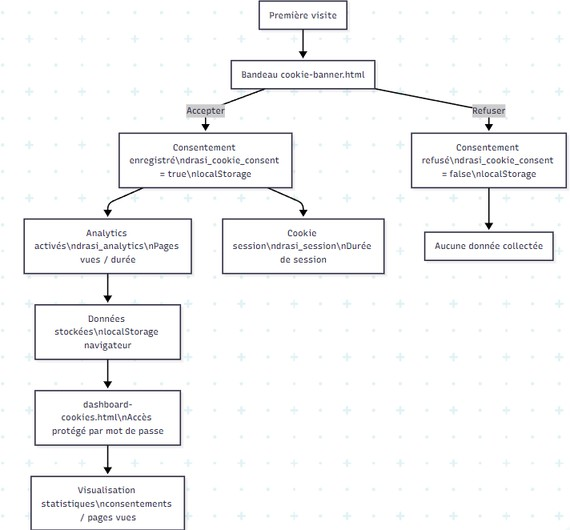 Première visite
Bandeau cookie-banner.html
Accepter
Refuser
Consentement
enregistré\ndrasi_cookie_consent
= true\nlocalStorage
Consentement
refusé\ndrasi_cookie_consent
= false\nlocalStorage
Analytics
activés\ndrasi_analytics\nPages
vues / durée
Cookie
session\ndrasi_session\nDurée
de session
Aucune donnée collectée
Données
stockées\nlocalStorage
navigateur
dashboard-
cookies.html\nAccès
protégé par mot de passe
Visualisation
statistiques\nconsentements
/ pages vues